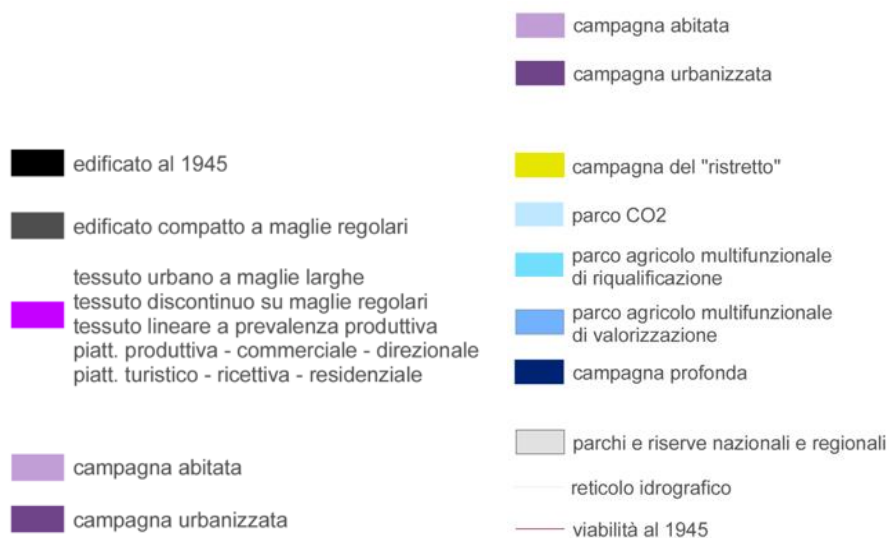 edificato al 1945
edificato compatto a maglie regolari
tessuto urbano a maglie larghe
tessuto discontinuo su maglie regolari
tessuto lineare a prevalenza produttiva
piatt. produttiva - commerciale - direzionale
piatt. turistico - ricettiva - residenziale
campagna abitata
campagna urbanizzata
campagna abitata
campagna urbanizzata
campagna del "ristretto"
parco CO2
parco agricolo multifunzionale
di riqualificazione
parco agricolo multifunzionale
di valorizzazione
campagna profonda
parchi e riserve nazionali e regionali
reticolo idrografico
viabilità al 1945